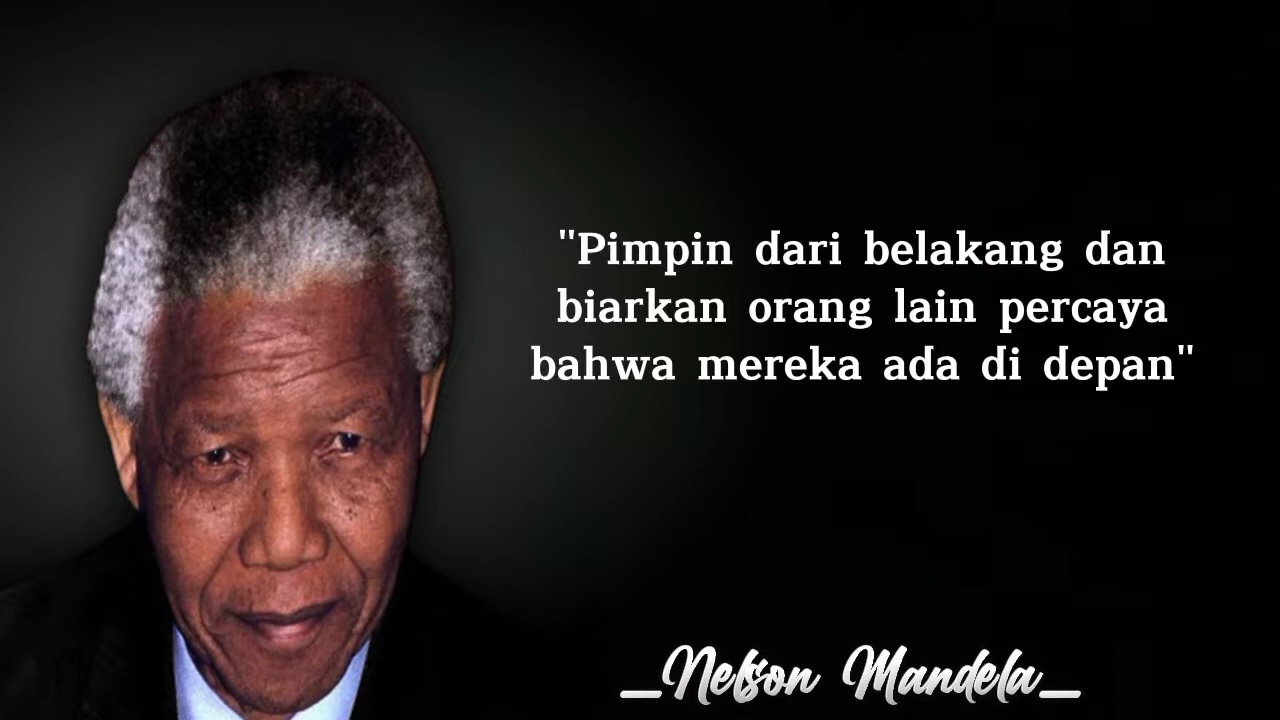 "Pimpin dari belakang dan
biarkan orang lain percaya
bahwa mereka ada di depan"
_Nelson Mandela_